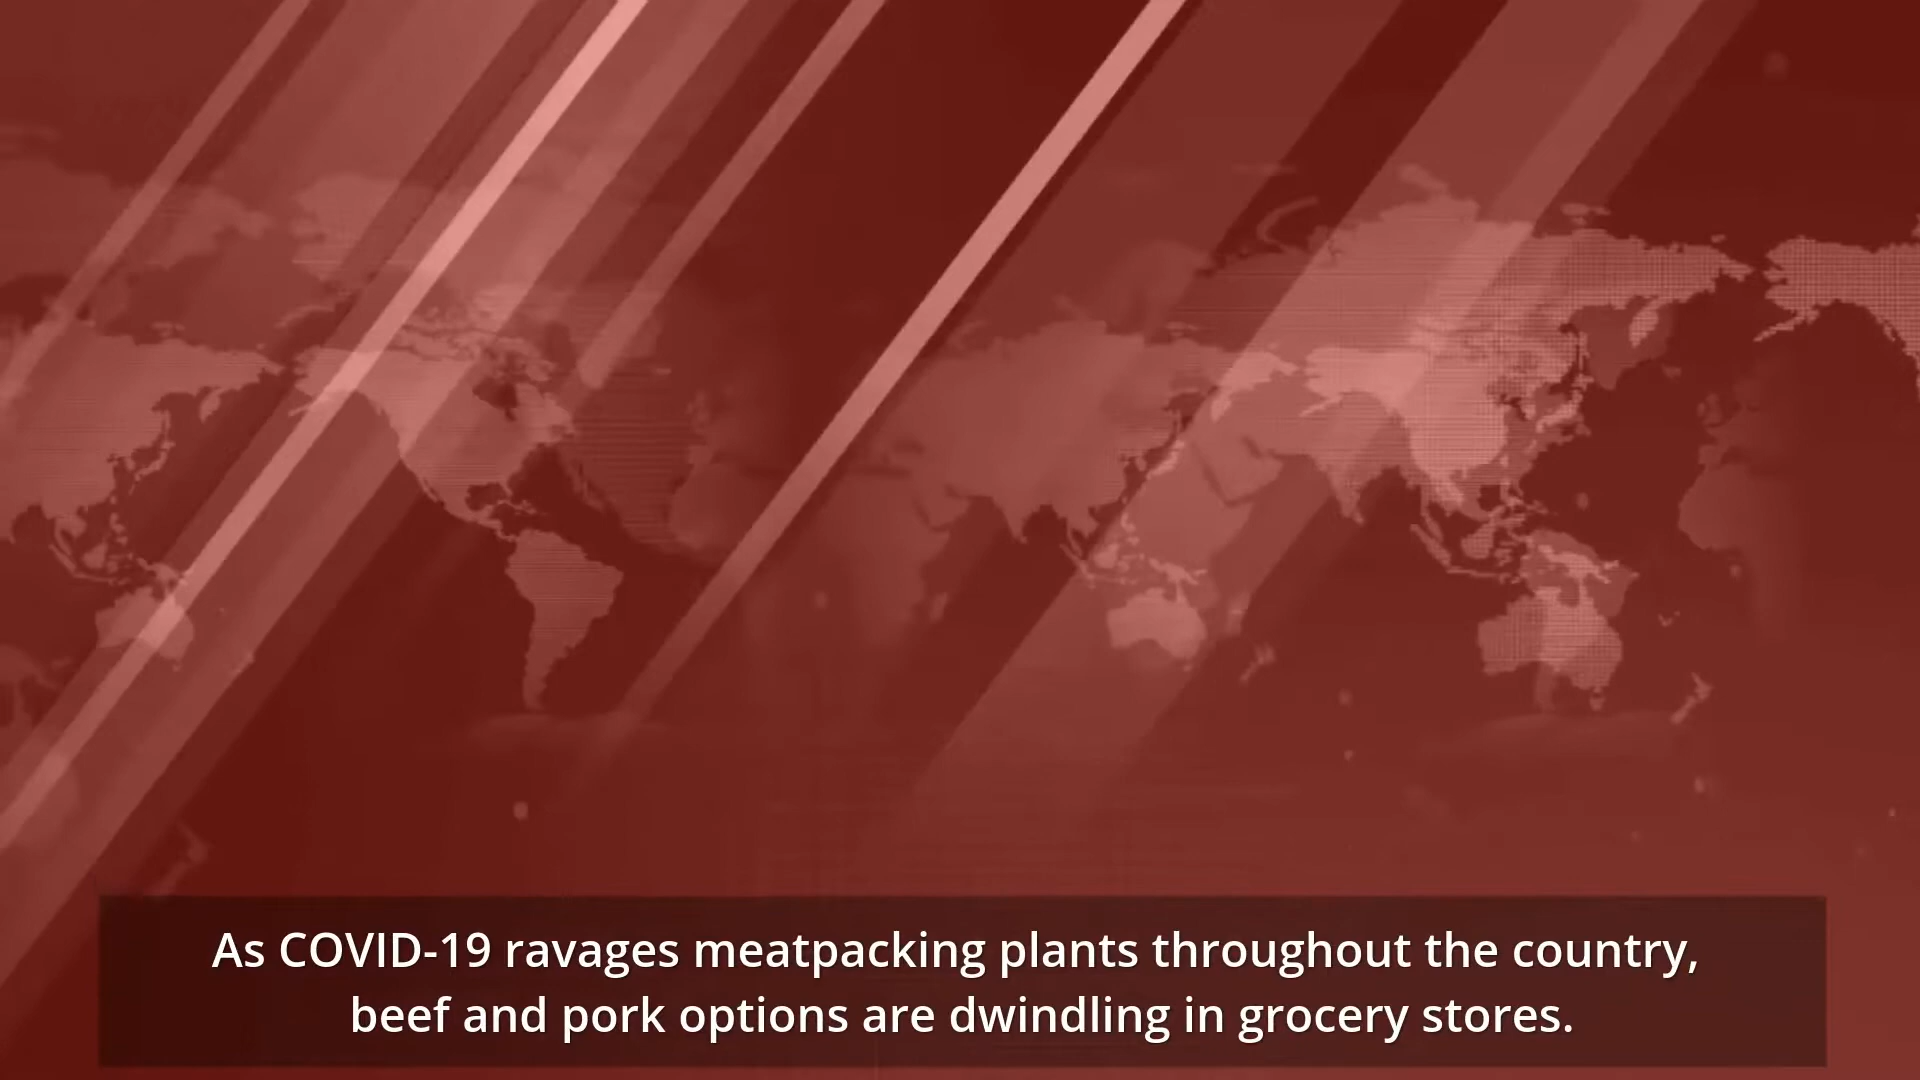 As COVID-19 ravages meatpacking plants throughout the country,
beef and pork options are dwindling in grocery stores.